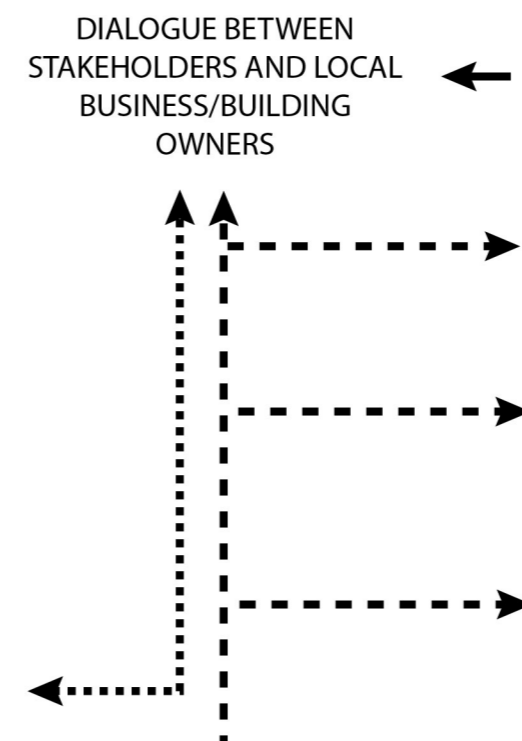 DIALOGUE BETWEEN
STAKEHOLDERS AND LOCAL
BUSINESS/BUILDING
OWNERS